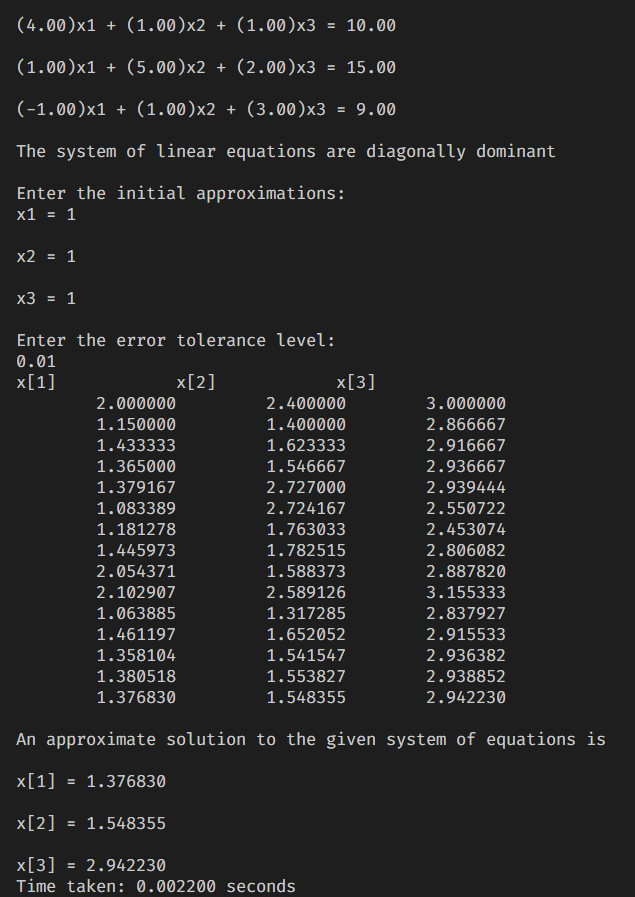 (4.00)x1 + (1.00)x2 + (1.00)x3 = 10.00
(1.00)x1 + (5.00)x2 + (2.00)x3 = 15.00
(-1.00)x1 + (1.00)x2 + (3.00)x3 = 9.00
The system of linear equations are diagonally dominant
Enter the initial approximations:
x1 = 1
x2 = 1
x3 = 1
Enter the error tolerance level:
0.01
x[1] x[2] x[3]
2.000000 2.400000 3.000000
1.150000 1.400000 2.866667
1.433333 1.623333 2.916667
1.365000 1.546667 2.936667
1.379167 2.727000 2.939444
1.083389 2.724167 2.550722
1.181278 1.763033 2.453074
1.445973 1.782515 2.806082
2.054371 1.588373 2.887820
2.102907 2.589126 3.155333
1.063885 1.317285 2.837927
1.461197 1.652052 2.915533
1.358104 1.541547 2.936382
1.380518 1.553827 2.938852
1.376830 1.548355 2.942230
An approximate solution to the given system of equations is
x[1] = 1.376830
x[2] = 1.548355
x[3] = 2.942230
Time taken: 0.002200 seconds